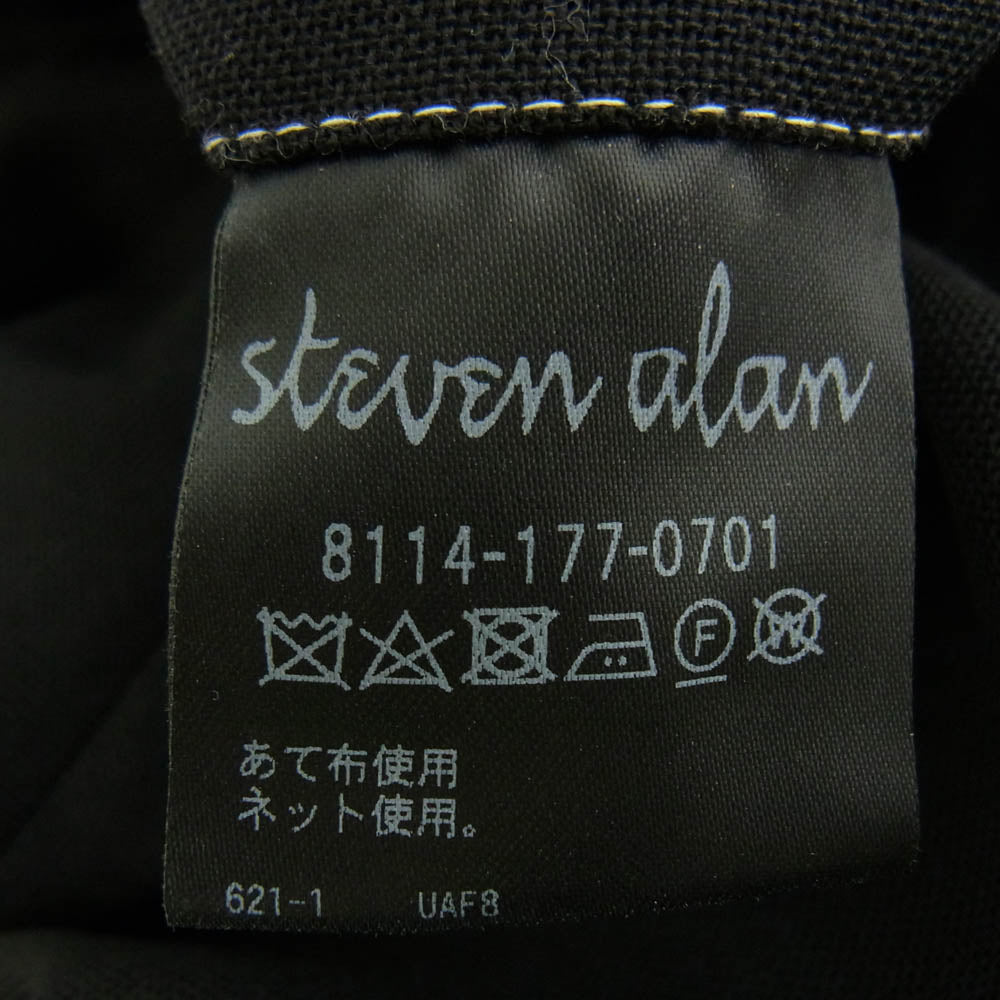 steven alan
8114-177-0701
F W
あて布使用
ネット使用。
621-1 UAF8